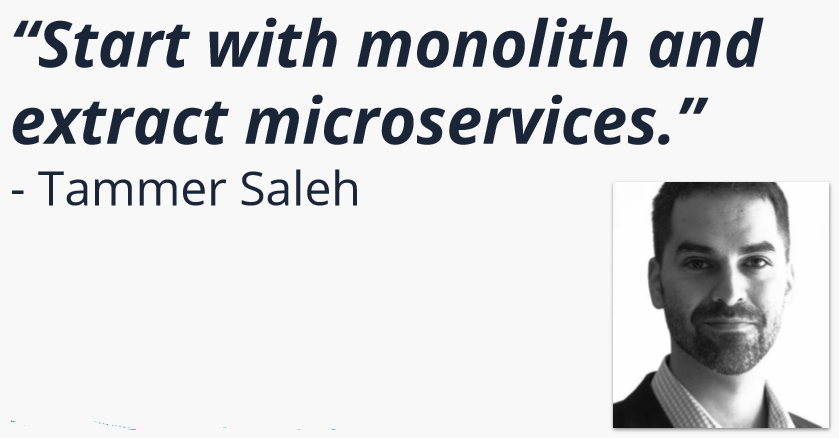 “Start with monolith and
extract microservices.”
- Tammer Saleh